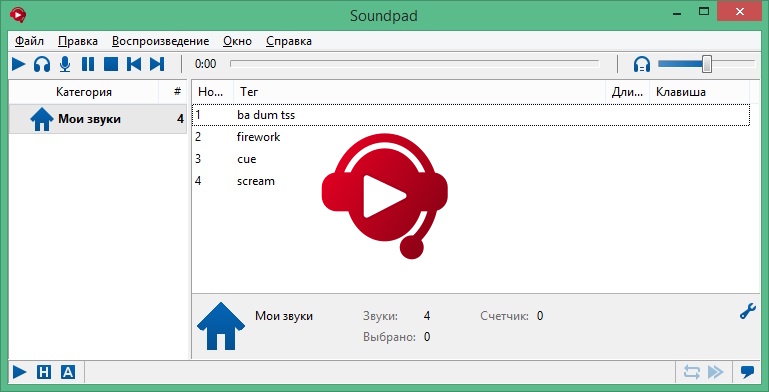 Soundpad
Файл Правка Воспроизведение Окно Справка
0:00
Категория #
Мои звуки 4
Но... Тег Дли... Клавиша
1 ba dum tss
2 firework
3 cue
4 scream
Мои звуки Звуки: 4 Счетчик: 0
Выбрано: 0
H A